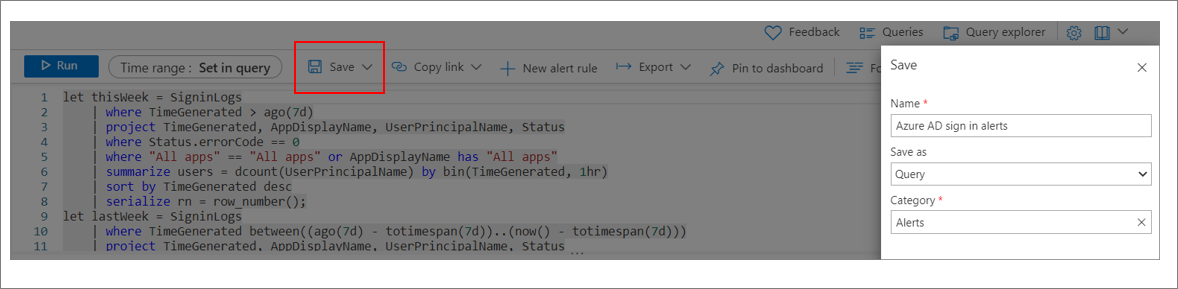 Feedback Queries Query explorer
Run Time range : Set in query Save Copy link New alert rule Export Pin to dashboard Fo
1 let thisWeek = SigninLogs
2 | where TimeGenerated > ago(7d)
3 | project TimeGenerated, AppDisplayName, UserPrincipalName, Status
4 | where Status.errorCode == 0
5 | where "All apps" == "All apps" or AppDisplayName has "All apps"
6 | summarize users = dcount(UserPrincipalName) by bin(TimeGenerated, 1hr)
7 | sort by TimeGenerated desc
8 | serialize rn = row_number();
9 let lastWeek = SigninLogs
10 | where TimeGenerated between((ago(7d) - totimespan(7d))..(now() - totimespan(7d)))
11 | project TimeGenerated, AppDisplayName, UserPrincipalName, Status
...
Save
Name *
Azure AD sign in alerts
Save as
Query
Category *
Alerts